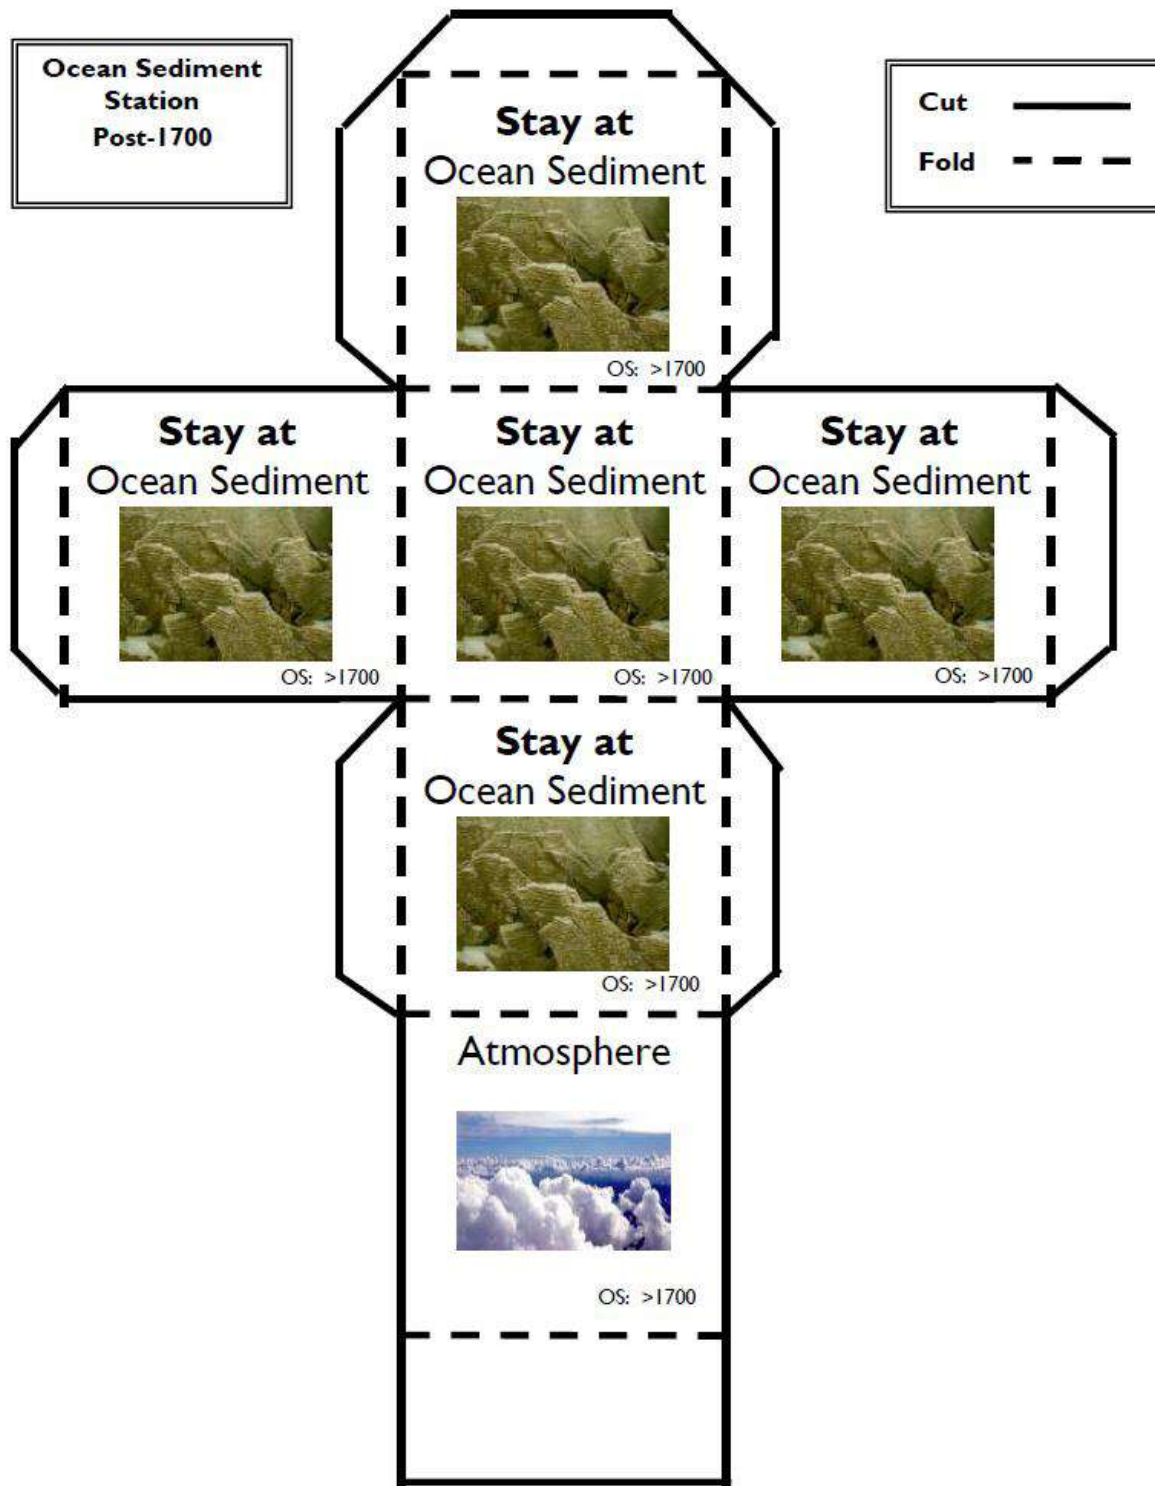 Ocean Sediment
Station
Post-1700
Cut
Fold
Stay at
Ocean Sediment
OS: >1700
Stay at
Ocean Sediment
OS: >1700
Stay at
Ocean Sediment
OS: >1700
Stay at
Ocean Sediment
OS: >1700
Stay at
Ocean Sediment
OS: >1700
Atmosphere
OS: >1700